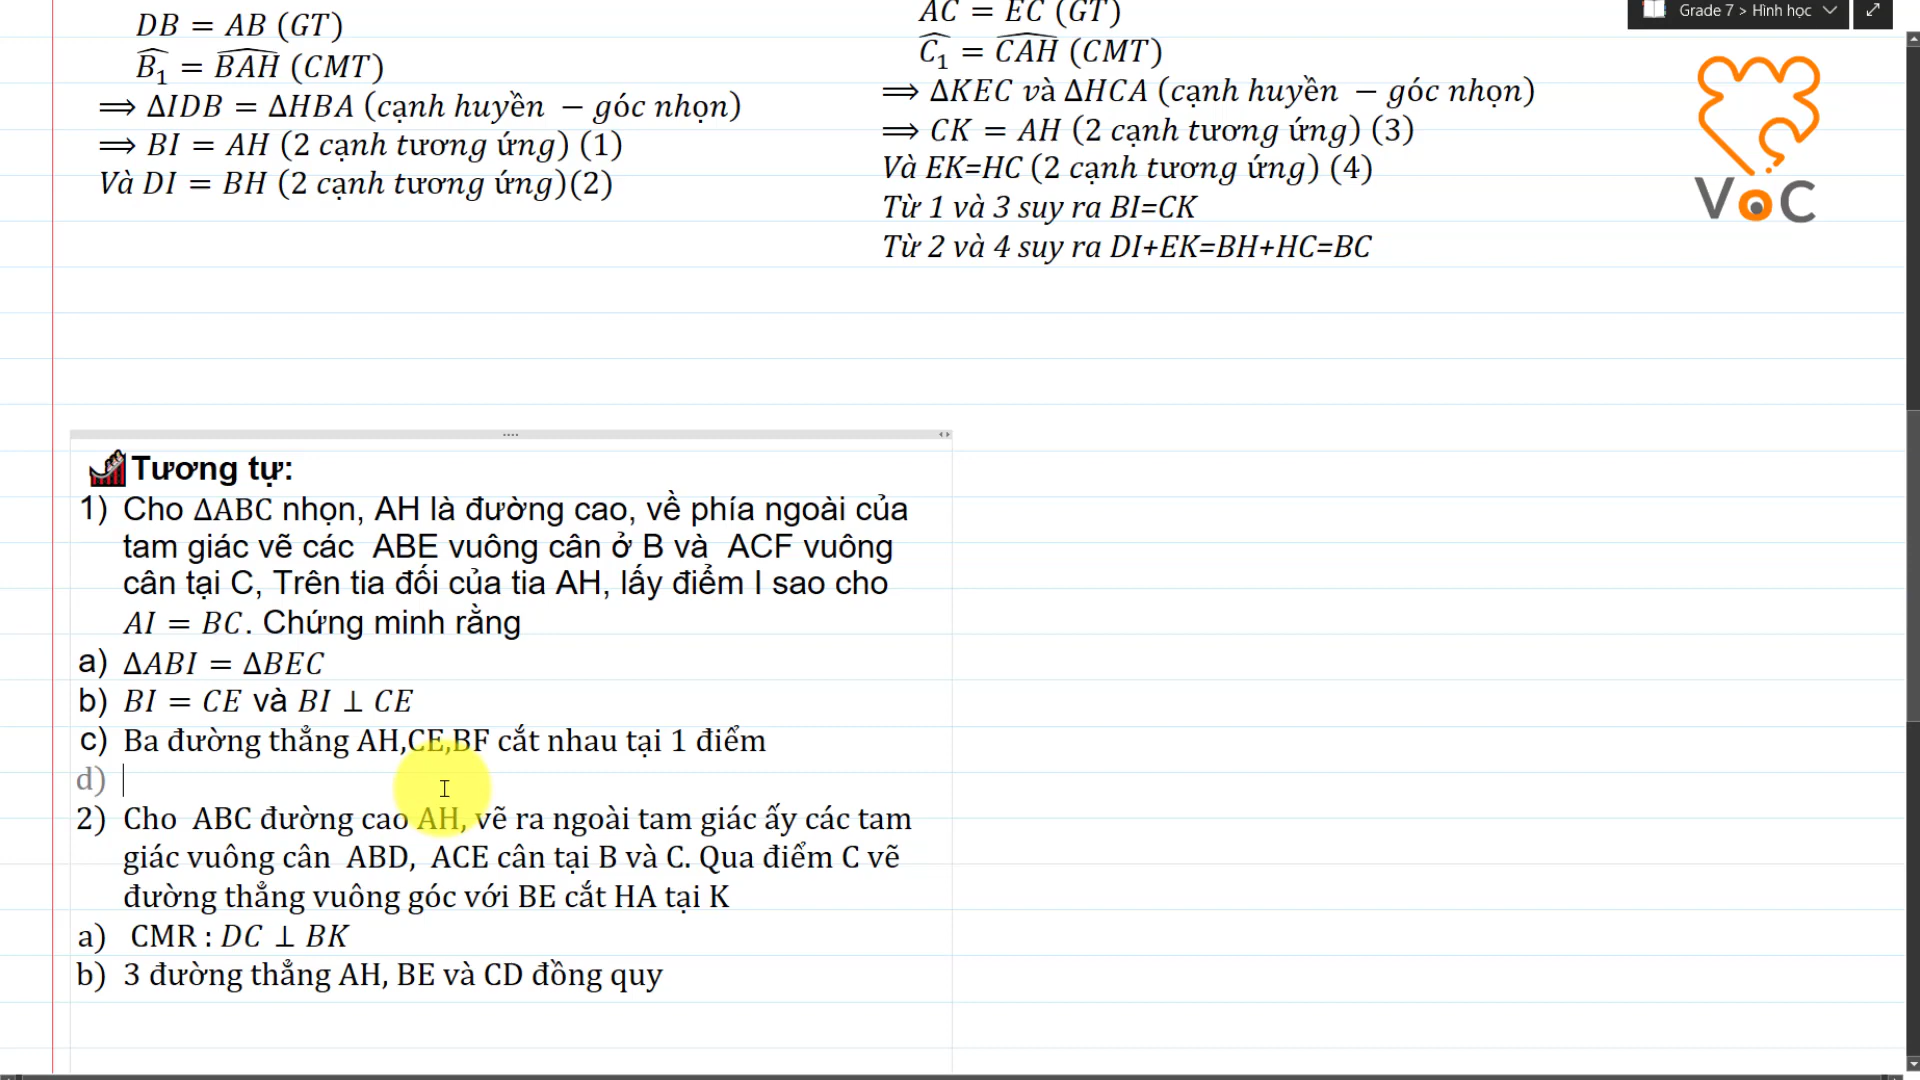 Grade 7 > Hình học
DB = AB (GT)
B₁ = BAH (CMT)
⟹ ΔIDB = ΔHBA (cạnh huyền − góc nhọn)
⟹ BI = AH (2 cạnh tương ứng) (1)
Và DI = BH (2 cạnh tương ứng)(2)
AC = EC (GT)
C₁ = CAH (CMT)
⟹ ΔKEC và ΔHCA (cạnh huyền − góc nhọn)
⟹ CK = AH (2 cạnh tương ứng) (3)
Và EK=HC (2 cạnh tương ứng) (4)
Từ 1 và 3 suy ra BI=CK
Từ 2 và 4 suy ra DI+EK=BH+HC=BC
VoC
Tương tự:
1) Cho ΔABC nhọn, AH là đường cao, về phía ngoài của
tam giác vẽ các ABE vuông cân ở B và ACF vuông
cân tại C, Trên tia đối của tia AH, lấy điểm I sao cho
AI = BC. Chứng minh rằng
a) ΔABI = ΔBEC
b) BI = CE và BI ⊥ CE
c) Ba đường thẳng AH,CE,BF cắt nhau tại 1 điểm
d)
2) Cho ABC đường cao AH, vẽ ra ngoài tam giác ấy các tam
giác vuông cân ABD, ACE cân tại B và C. Qua điểm C vẽ
đường thẳng vuông góc với BE cắt HA tại K
a) CMR : DC ⊥ BK
b) 3 đường thẳng AH, BE và CD đồng quy